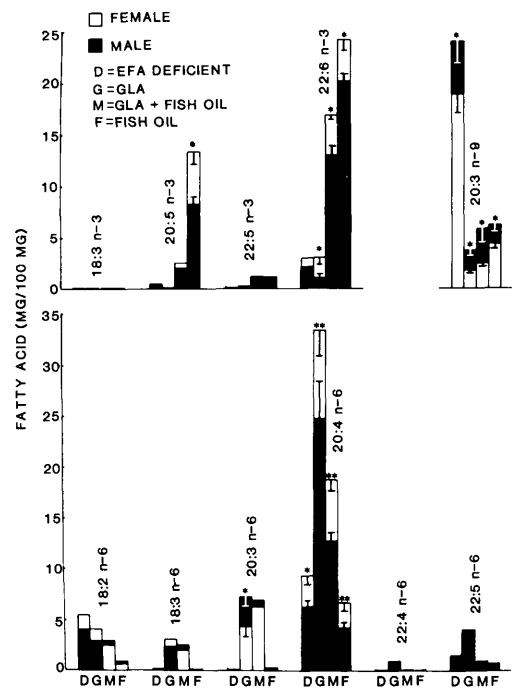 FEMALE
MALE
D=EFA DEFICIENT
G=GLA
M=GLA + FISH OIL
F=FISH OIL
FATTY ACID (MG/100 MG)
25
20
15
10
5
0
18:3 n-3
20:5 n-3
22:5 n-3
22:6 n-3
20:3 n-9
* * * * * * * *
35
30
25
20
15
10
5
0
18:2 n-6
18:3 n-6
20:3 n-6
20:4 n-6
22:4 n-6
22:5 n-6
* * ** ** **
DGMF DGMF DGMF DGMF DGMF DGMF